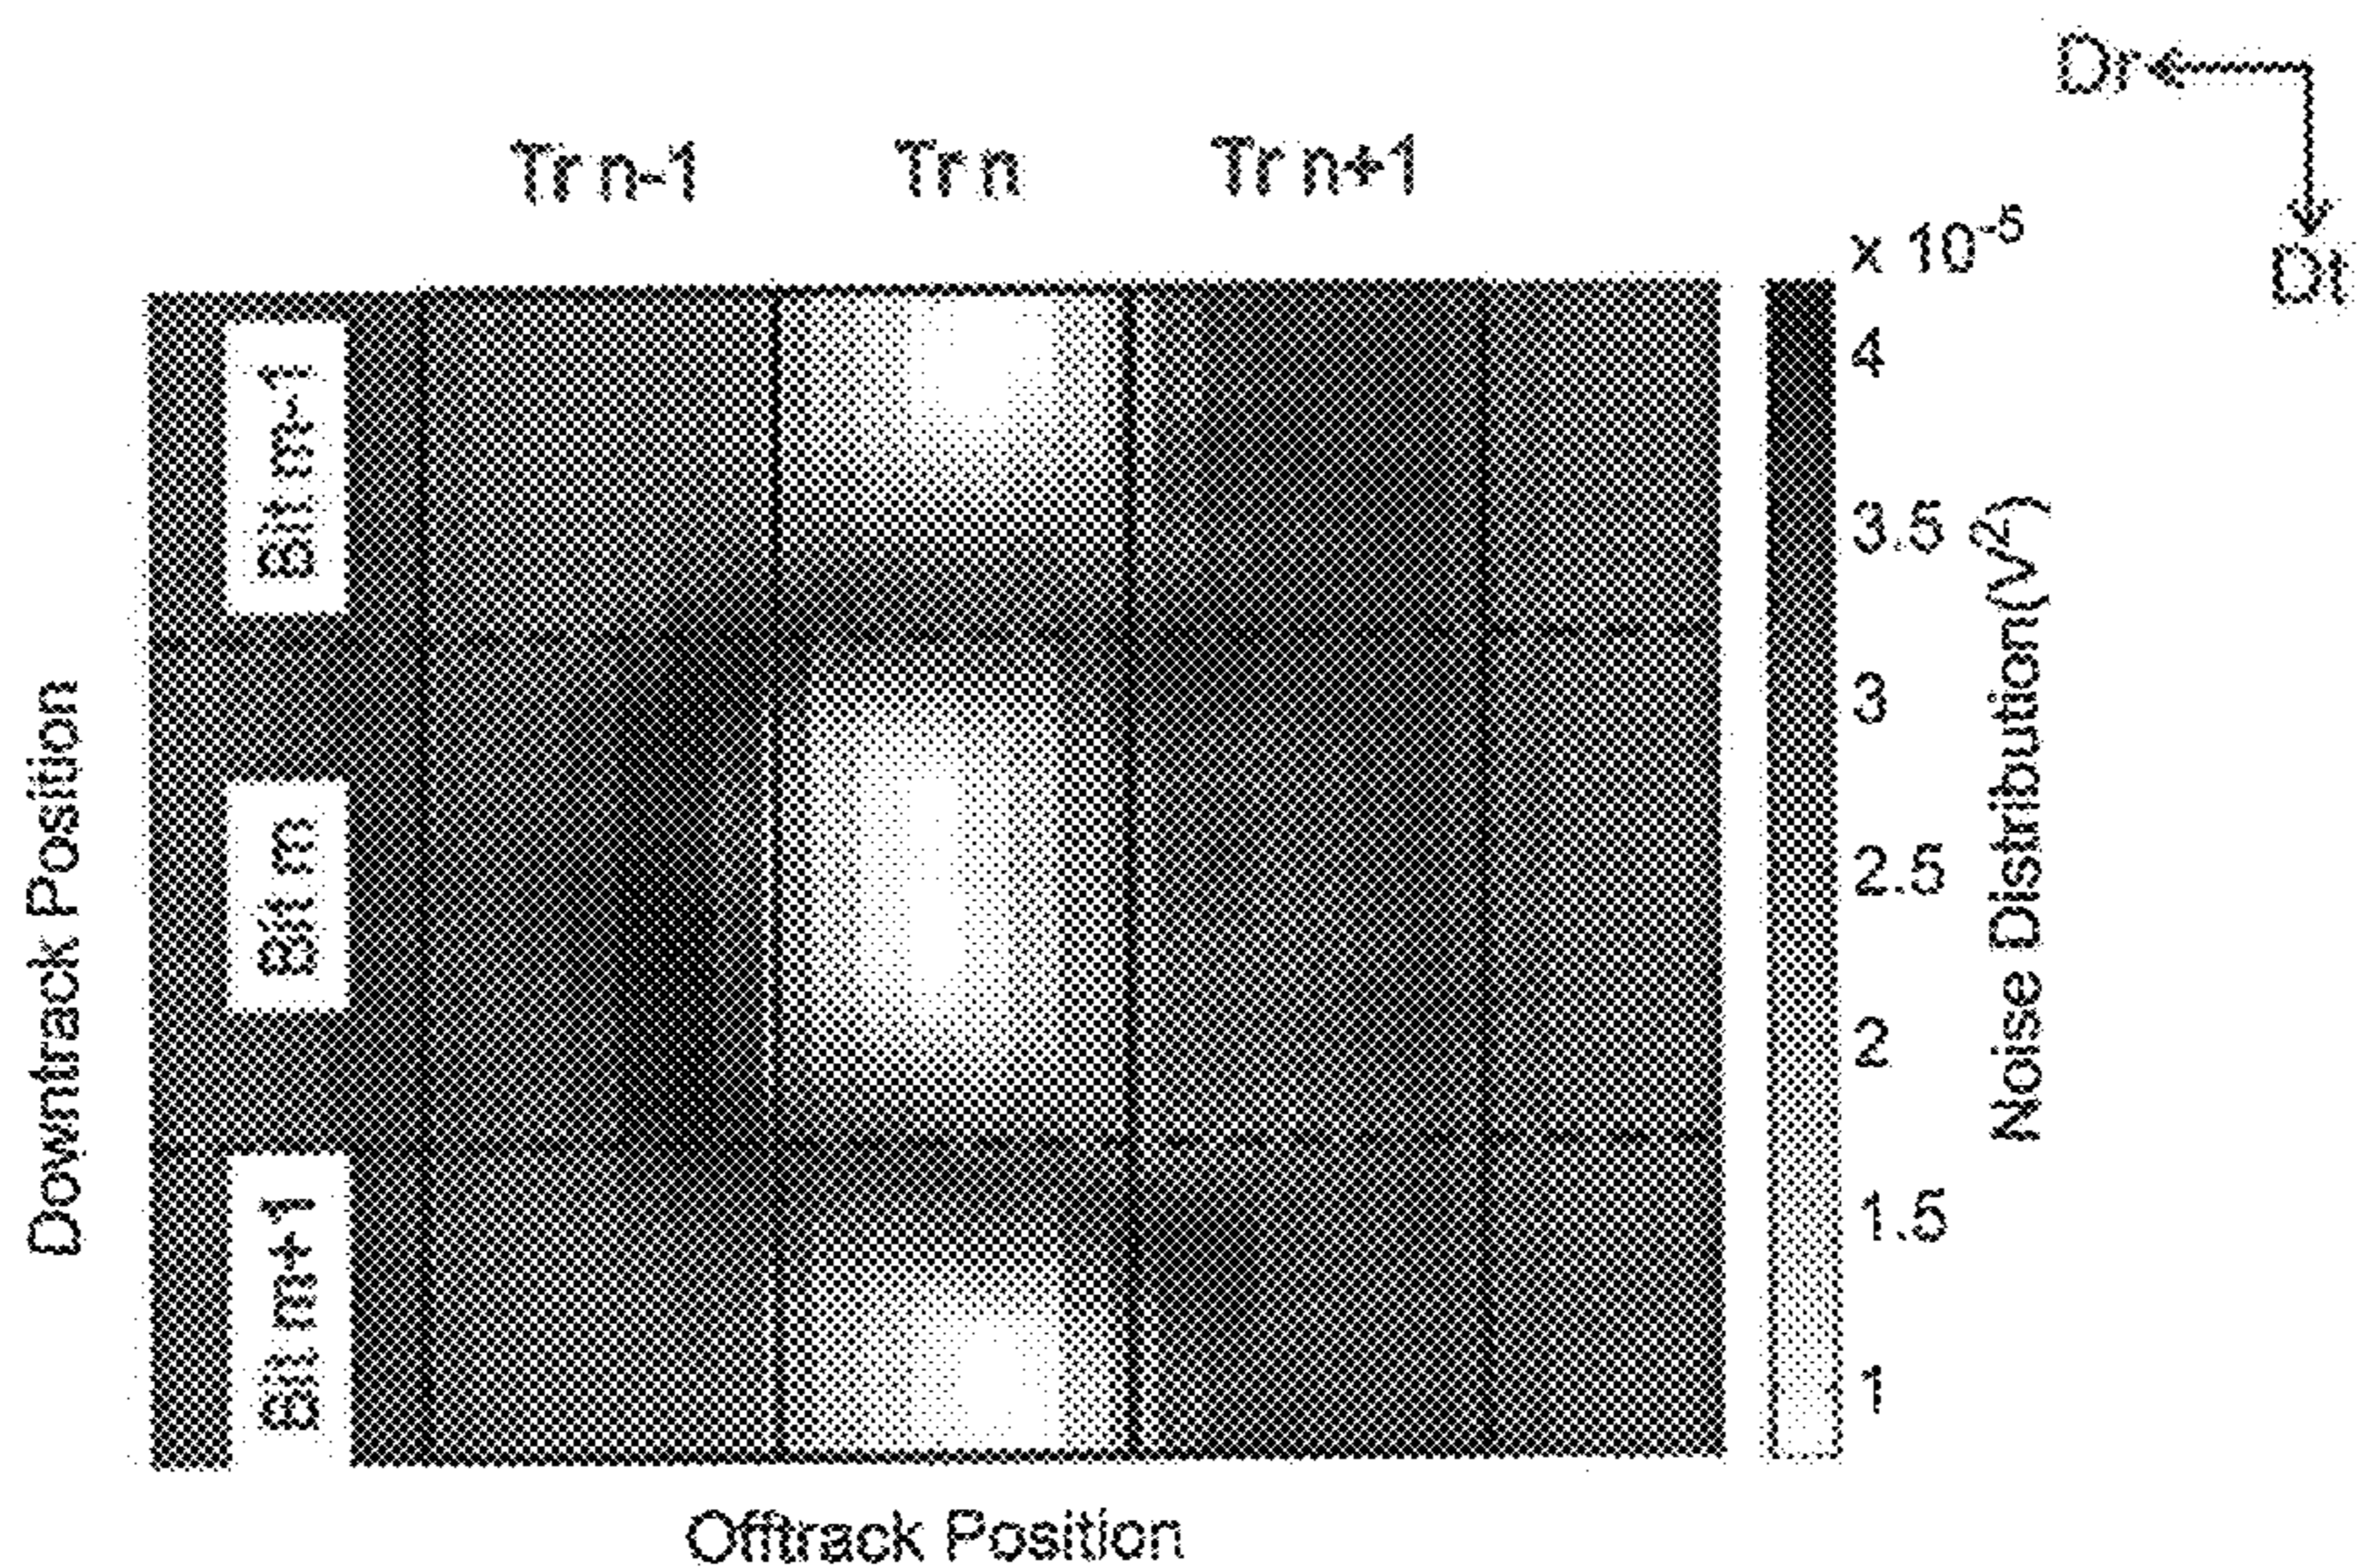 Dr
Dt
Tr n-1 Tr n Tr n+1
x 10-5
4
3.5
3
2.5
2
1.5
1
Noise Distribution(V2)
Bit m-1
Bit m
Bit m+1
Downtrack Position
Offtrack Position